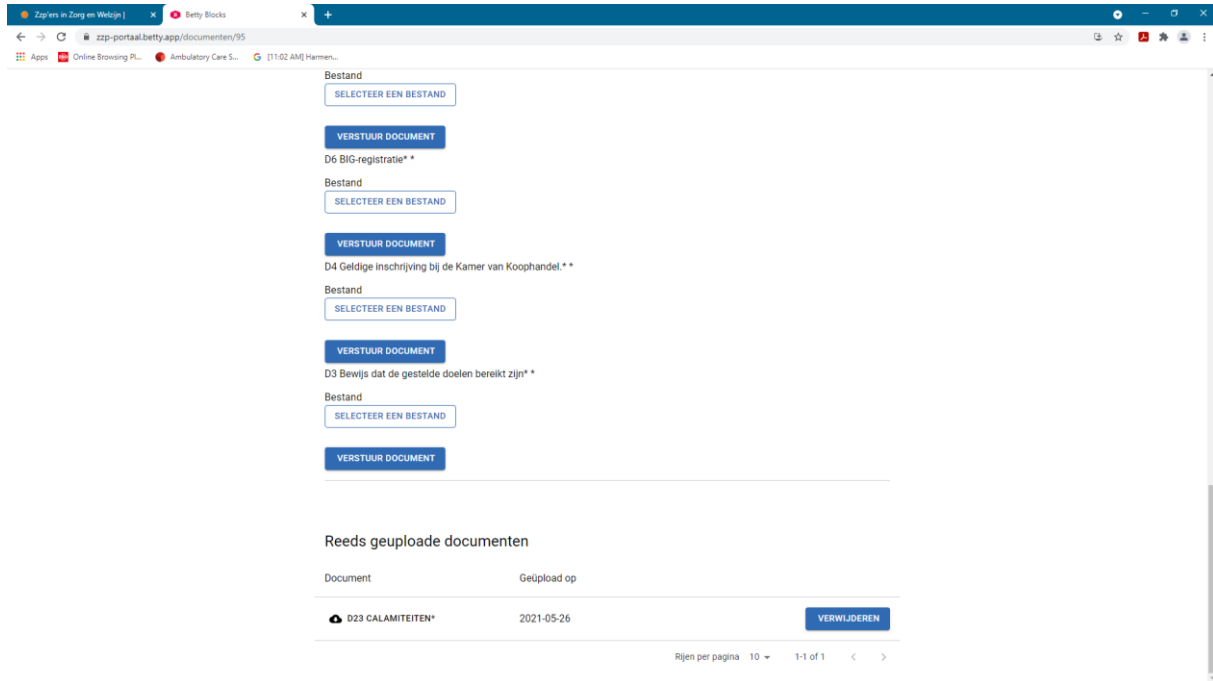 Zzp'ers in Zorg en Welzijn |
Betty Blocks
zzp-portaal.betty.app/documenten/95
Apps
Online Browsing Pl...
Ambulatory Care S...
[11:02 AM] Harmen...
Bestand
SELECTEER EEN BESTAND
VERSTUUR DOCUMENT
D6 BIG-registratie* *
Bestand
SELECTEER EEN BESTAND
VERSTUUR DOCUMENT
D4 Geldige inschrijving bij de Kamer van Koophandel.* *
Bestand
SELECTEER EEN BESTAND
VERSTUUR DOCUMENT
D3 Bewijs dat de gestelde doelen bereikt zijn* *
Bestand
SELECTEER EEN BESTAND
VERSTUUR DOCUMENT
Reeds geuploade documenten
Document Geüpload op
D23 CALAMITEITEN* 2021-05-26 VERWIJDEREN
Rijen per pagina 10 1-1 of 1